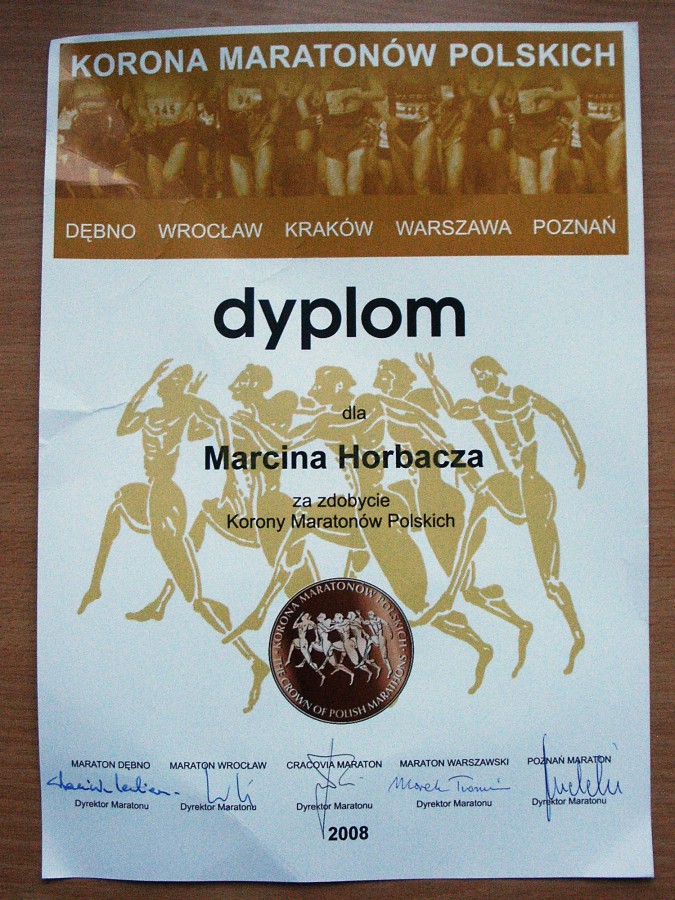 KORONA MARATONÓW POLSKICH
245
DĘBNO WROCŁAW KRAKÓW WARSZAWA POZNAŃ
dyplom
dla
Marcina Horbacza
za zdobycie
Korony Maratonów Polskich
KORONA MARATONÓW POLSKICH
THE CROWN OF POLISH MARATHONS
MARATON DĘBNO MARATON WROCŁAW CRACOVIA MARATON MARATON WARSZAWSKI POZNAŃ MARATON
Dyrektor Maratonu Dyrektor Maratonu Dyrektor Maratonu Dyrektor Maratonu Dyrektor Maratonu
2008